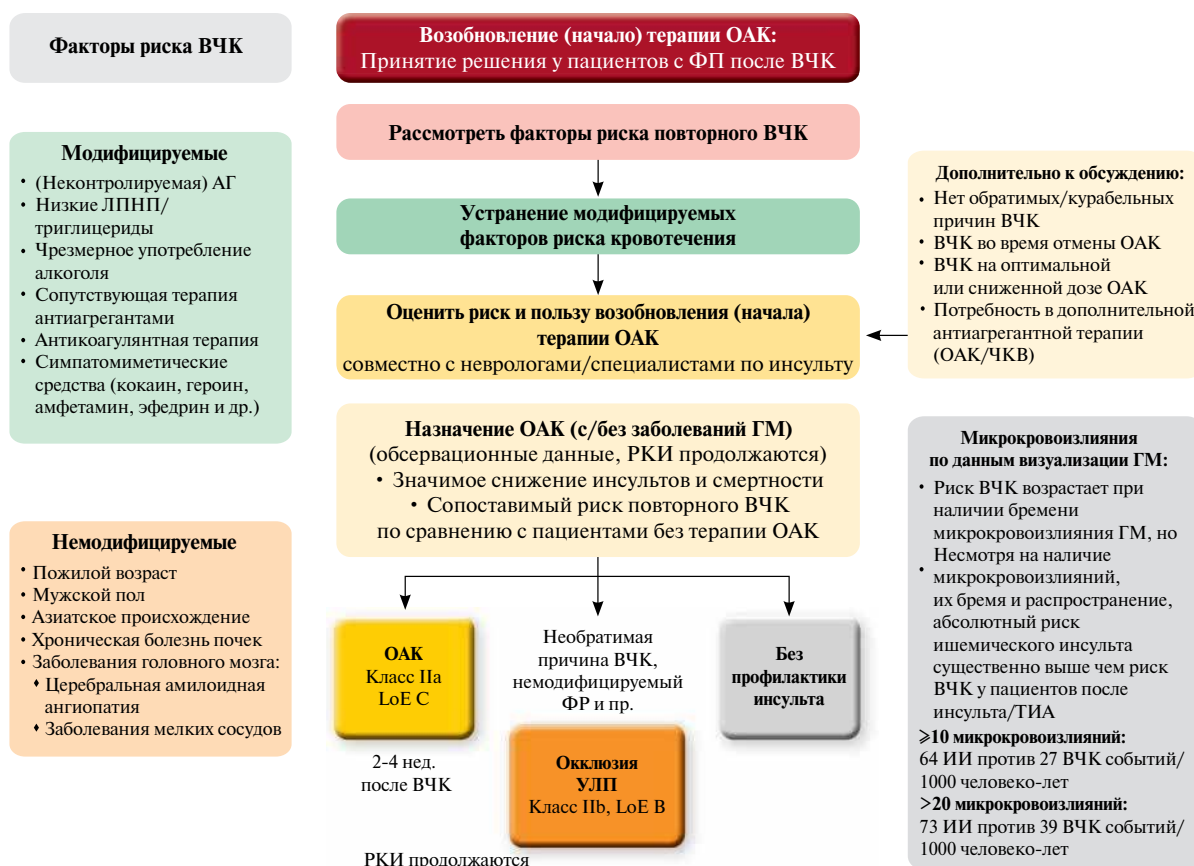 Факторы риска ВЧК
Модифицируемые
• (Неконтролируемая) АГ
• Низкие ЛПНП/
триглицериды
• Чрезмерное употребление
алкоголя
• Сопутствующая терапия
антиагрегантами
• Антикоагулянтная терапия
• Симпатомиметические
средства (кокаин, героин,
амфетамин, эфедрин и др.)
Немодифицируемые
• Пожилой возраст
• Мужской пол
• Азиатское происхождение
• Хроническая болезнь почек
• Заболевания головного мозга:
♦ Церебральная амилоидная
ангиопатия
♦ Заболевания мелких сосудов
Возобновление (начало) терапии ОАК:
Принятие решения у пациентов с ФП после ВЧК
Рассмотреть факторы риска повторного ВЧК
Устранение модифицируемых
факторов риска кровотечения
Оценить риск и пользу возобновления (начала)
терапии ОАК
совместно с неврологами/специалистами по инсульту
Назначение ОАК (с/без заболеваний ГМ)
(обсервационные данные, РКИ продолжаются)
• Значимое снижение инсультов и смертности
• Сопоставимый риск повторного ВЧК
по сравнению с пациентами без терапии ОАК
ОАК
Класс IIa
LoE C
2-4 нед.
после ВЧК
Необратимая
причина ВЧК,
немодифицируемый
ФР и пр.
Окклюзия
УЛП
Класс IIb, LoE B
Без
профилактики
инсульта
РКИ продолжаются
Дополнительно к обсуждению:
• Нет обратимых/курабельных
причин ВЧК
• ВЧК во время отмены ОАК
• ВЧК на оптимальной
или сниженной дозе ОАК
• Потребность в дополнительной
антиагрегантной терапии
(ОАК/ЧКВ)
Микрокровоизлияния
по данным визуализации ГМ:
• Риск ВЧК возрастает при
наличии бремени
микрокровоизлияния ГМ, но
• Несмотря на наличие
микрокровоизлияний,
их бремя и распространение,
абсолютный риск
ишемического инсульта
существенно выше чем риск
ВЧК у пациентов после
инсульта/ТИА
⩾10 микрокровоизлияний:
64 ИИ против 27 ВЧК событий/
1000 человеко-лет
>20 микрокровоизлияний:
73 ИИ против 39 ВЧК событий/
1000 человеко-лет